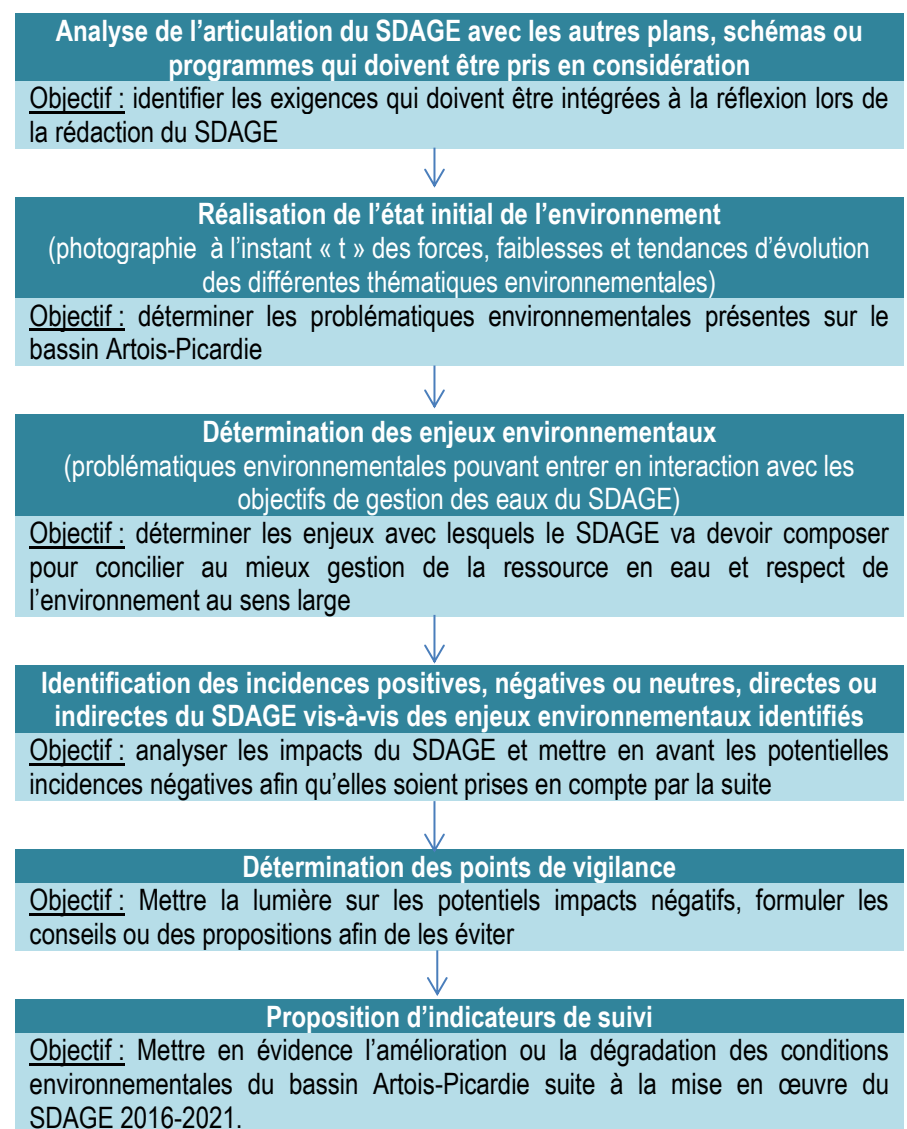 Analyse de l’articulation du SDAGE avec les autres plans, schémas ou
programmes qui doivent être pris en considération
Objectif : identifier les exigences qui doivent être intégrées à la réflexion lors de
la rédaction du SDAGE
Réalisation de l’état initial de l’environnement
(photographie à l’instant « t » des forces, faiblesses et tendances d’évolution
des différentes thématiques environnementales)
Objectif : déterminer les problématiques environnementales présentes sur le
bassin Artois-Picardie
Détermination des enjeux environnementaux
(problématiques environnementales pouvant entrer en interaction avec les
objectifs de gestion des eaux du SDAGE)
Objectif : déterminer les enjeux avec lesquels le SDAGE va devoir composer
pour concilier au mieux gestion de la ressource en eau et respect de
l’environnement au sens large
Identification des incidences positives, négatives ou neutres, directes ou
indirectes du SDAGE vis-à-vis des enjeux environnementaux identifiés
Objectif : analyser les impacts du SDAGE et mettre en avant les potentielles
incidences négatives afin qu’elles soient prises en compte par la suite
Détermination des points de vigilance
Objectif : Mettre la lumière sur les potentiels impacts négatifs, formuler les
conseils ou des propositions afin de les éviter
Proposition d’indicateurs de suivi
Objectif : Mettre en évidence l’amélioration ou la dégradation des conditions
environnementales du bassin Artois-Picardie suite à la mise en œuvre du
SDAGE 2016-2021.